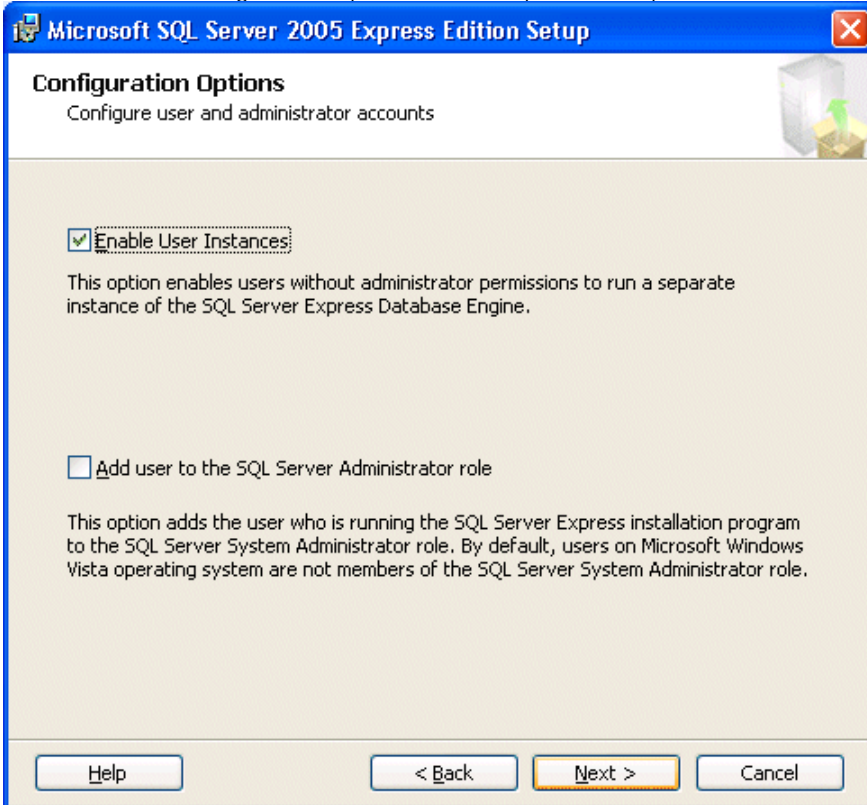 Microsoft SQL Server 2005 Express Edition Setup
Configuration Options
Configure user and administrator accounts
Enable User Instances
This option enables users without administrator permissions to run a separate
instance of the SQL Server Express Database Engine.
Add user to the SQL Server Administrator role
This option adds the user who is running the SQL Server Express installation program
to the SQL Server System Administrator role. By default, users on Microsoft Windows
Vista operating system are not members of the SQL Server System Administrator role.
Help
< Back
Next >
Cancel